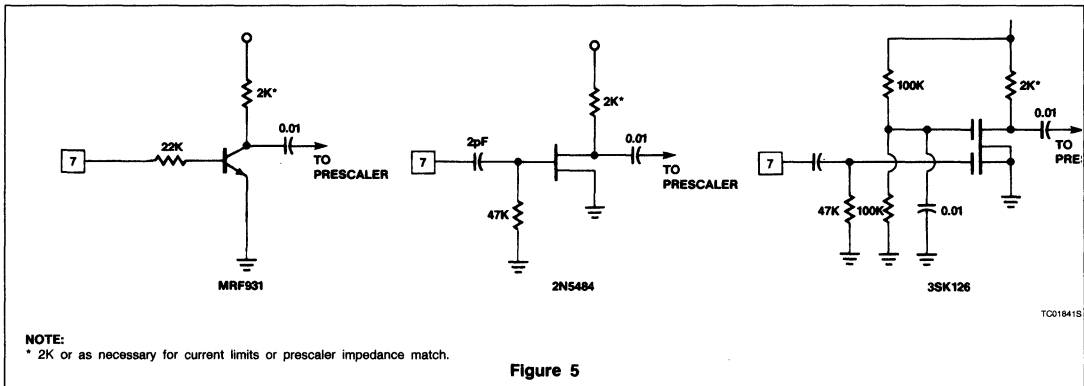 2K*
22K
0.01
7
TO
PRESCALER
MRF931
2K*
2pF
0.01
7
TO
PRESCALER
47K
2N5484
100K
2K*
0.01
7
TO
PRES
47K
100K
0.01
3SK126
TC01841S
NOTE:
* 2K or as necessary for current limits or prescaler impedance match.
Figure 5